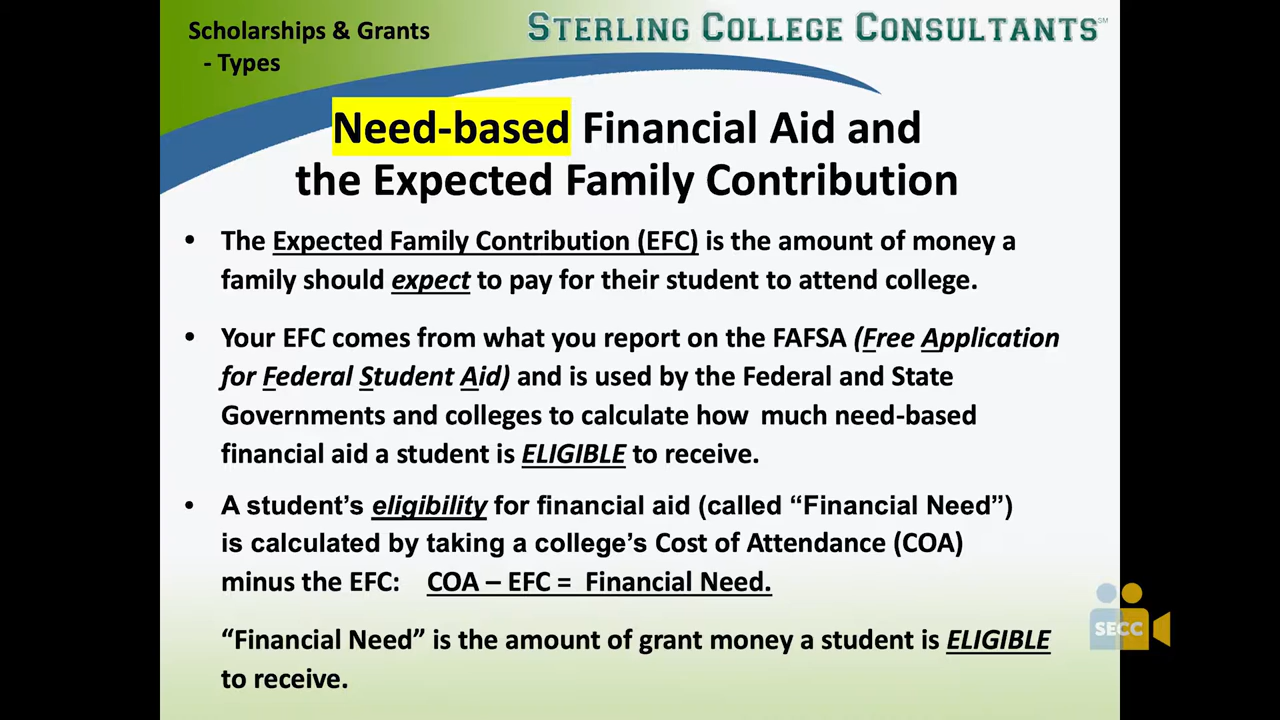 Scholarships & Grants
- Types
STERLING COLLEGE CONSULTANTS℠
Need-based Financial Aid and
the Expected Family Contribution
• The Expected Family Contribution (EFC) is the amount of money a
family should expect to pay for their student to attend college.
• Your EFC comes from what you report on the FAFSA (Free Application
for Federal Student Aid) and is used by the Federal and State
Governments and colleges to calculate how much need-based
financial aid a student is ELIGIBLE to receive.
• A student’s eligibility for financial aid (called “Financial Need”)
is calculated by taking a college’s Cost of Attendance (COA)
minus the EFC: COA – EFC = Financial Need.
“Financial Need” is the amount of grant money a student is ELIGIBLE
to receive.
SECC